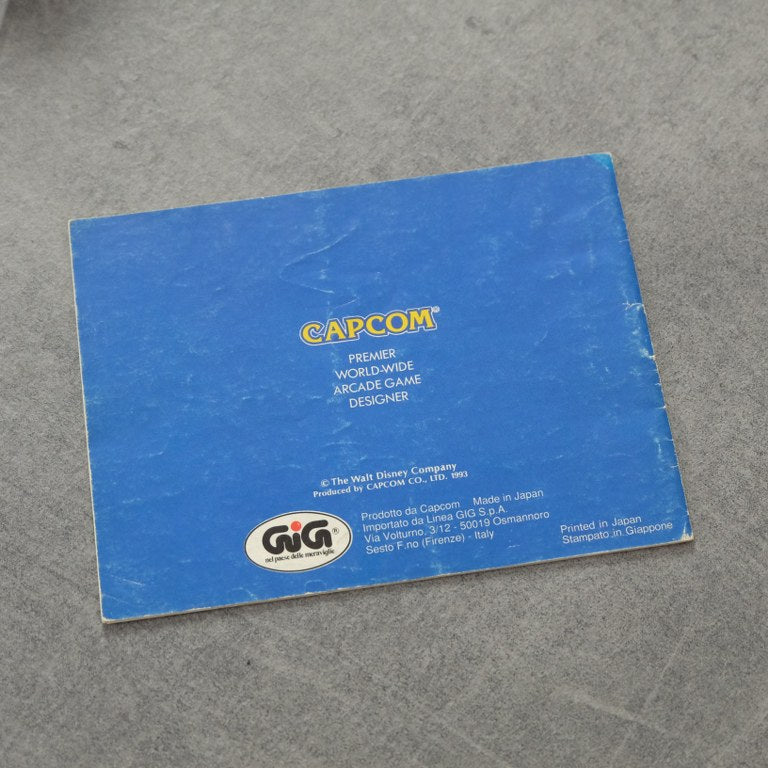 CAPCOM®
PREMIER
WORLD-WIDE
ARCADE GAME
DESIGNER
© The Walt Disney Company
Produced by CAPCOM CO., LTD. 1993
GiG®
nel paese delle meraviglie
Prodotto da Capcom Made in Japan
Importato da Linea GIG S.p.A.
Via Volturno, 3/12 - 50019 Osmannoro
Sesto F.no (Firenze) - Italy
Printed in Japan
Stampato in Giappone